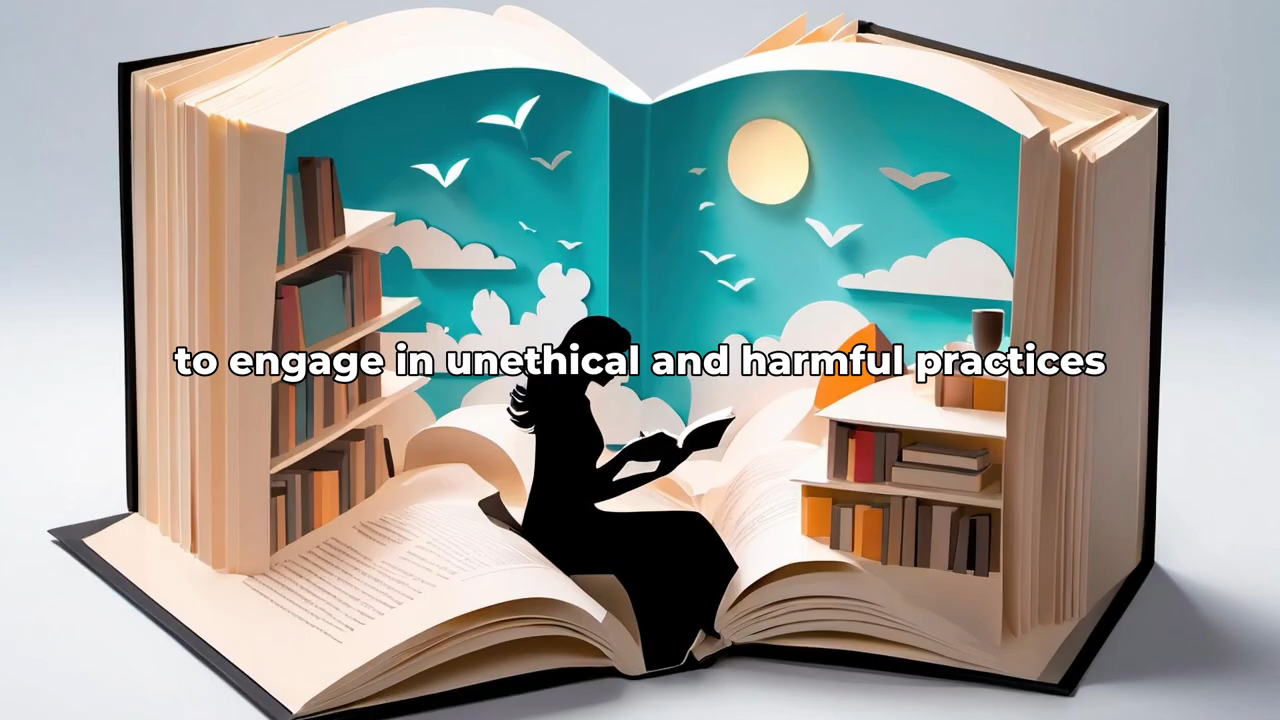 to engage in unethical and harmful practices